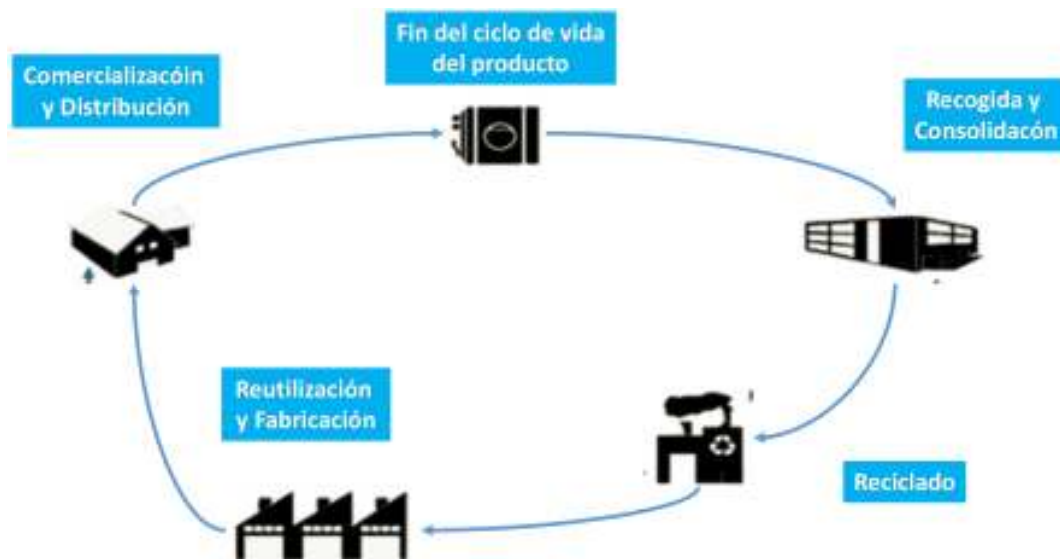 Fin del ciclo de vida
del producto
Comercializacóin
y Distribución
Recogida y
Consolidacón
Reutilización
y Fabricación
Reciclado